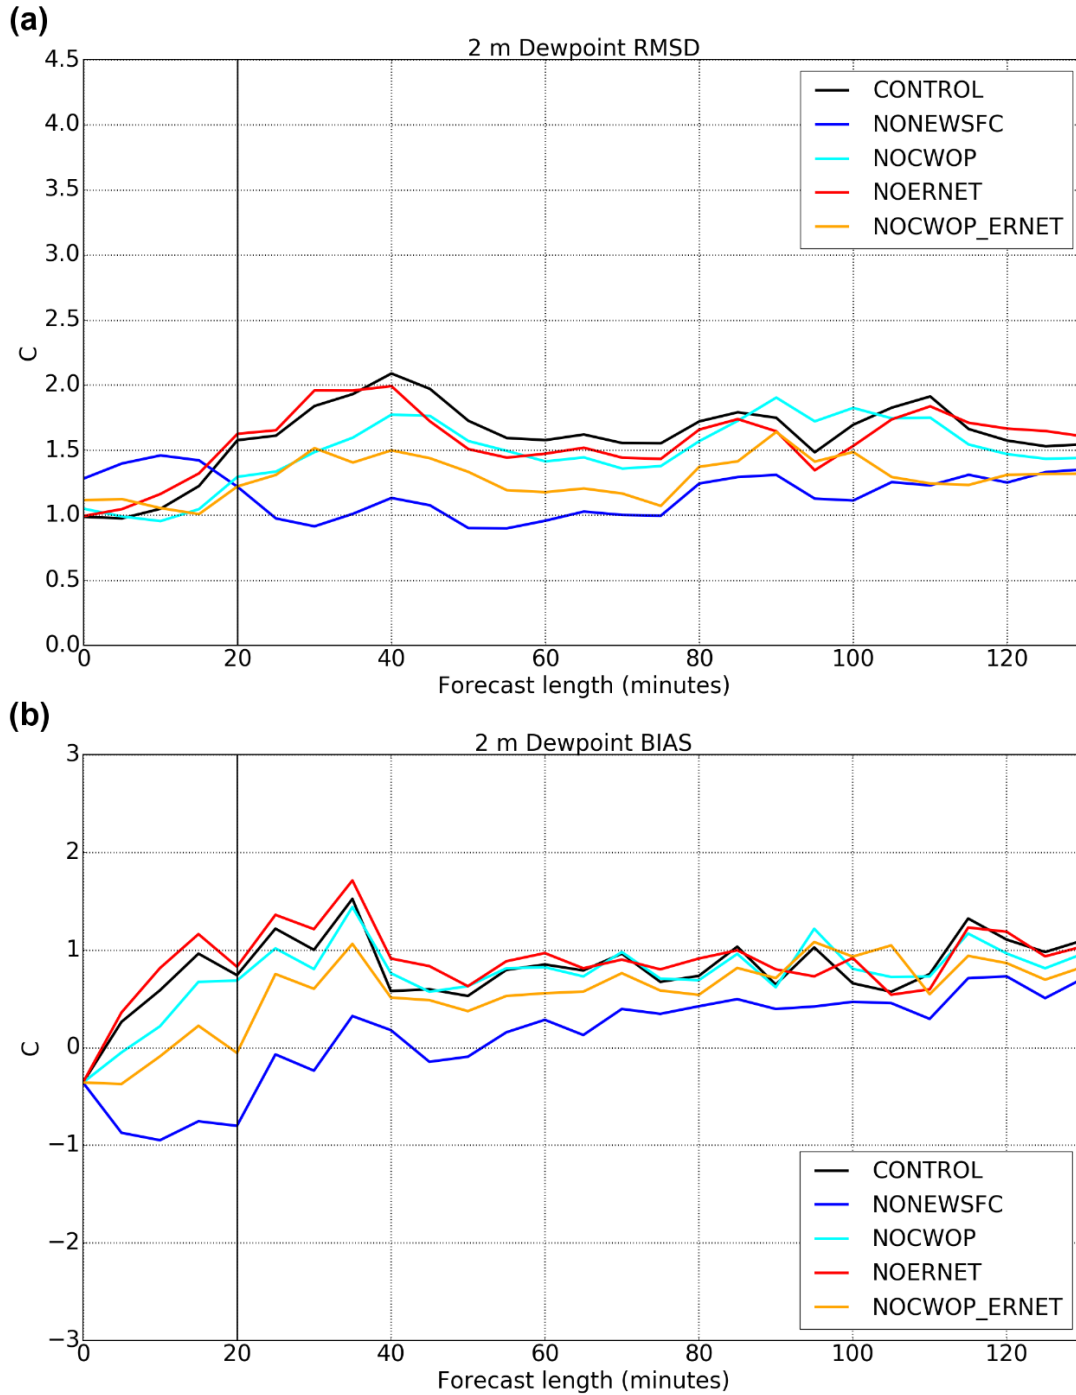 (a)
2 m Dewpoint RMSD
4.5
4.0
3.5
3.0
2.5
2.0
1.5
1.0
0.5
0.0
C
CONTROL
NONEWSFC
NOCWOP
NOERNET
NOCWOP_ERNET
0 20 40 60 80 100 120
Forecast length (minutes)
(b)
2 m Dewpoint BIAS
3
2
1
0
−1
−2
−3
C
CONTROL
NONEWSFC
NOCWOP
NOERNET
NOCWOP_ERNET
0 20 40 60 80 100 120
Forecast length (minutes)